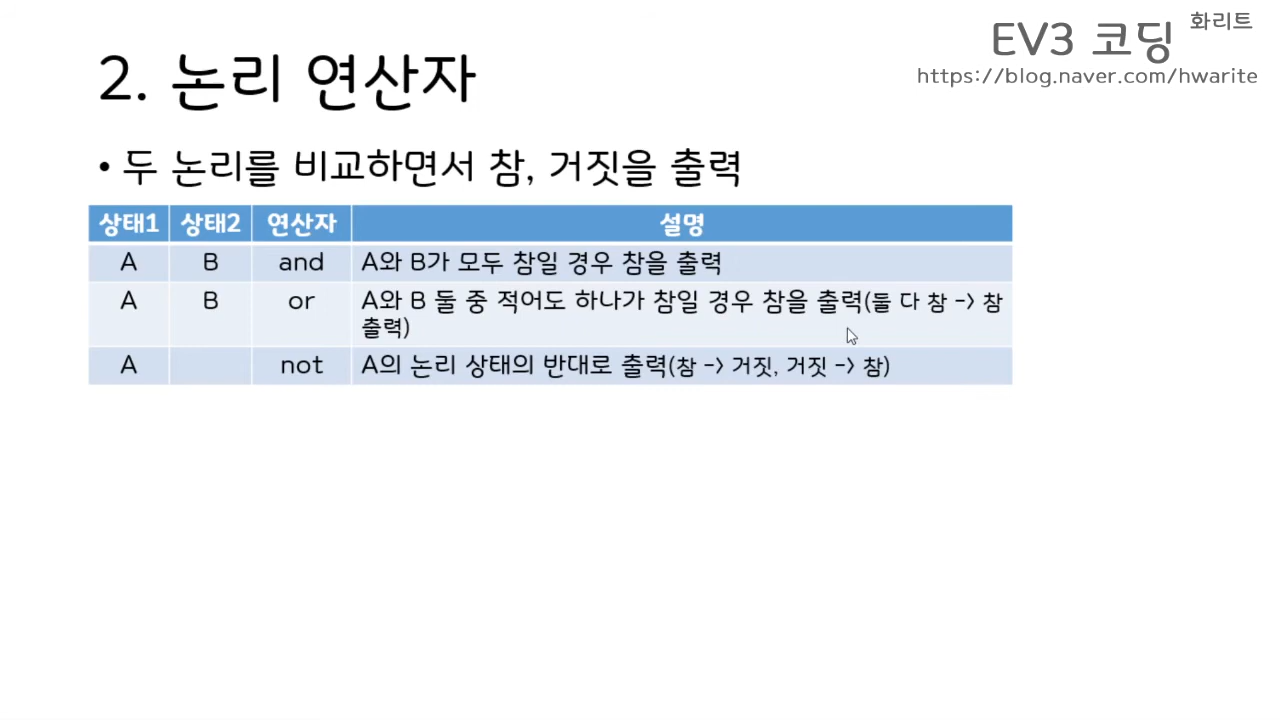 화리트
EV3 코딩
https://blog.naver.com/hwarite
2. 논리 연산자
• 두 논리를 비교하면서 참, 거짓을 출력
상태1 상태2 연산자 설명
A B and A와 B가 모두 참일 경우 참을 출력
A B or A와 B 둘 중 적어도 하나가 참일 경우 참을 출력(둘 다 참 -> 참
출력)
A not A의 논리 상태의 반대로 출력(참 -> 거짓, 거짓 -> 참)